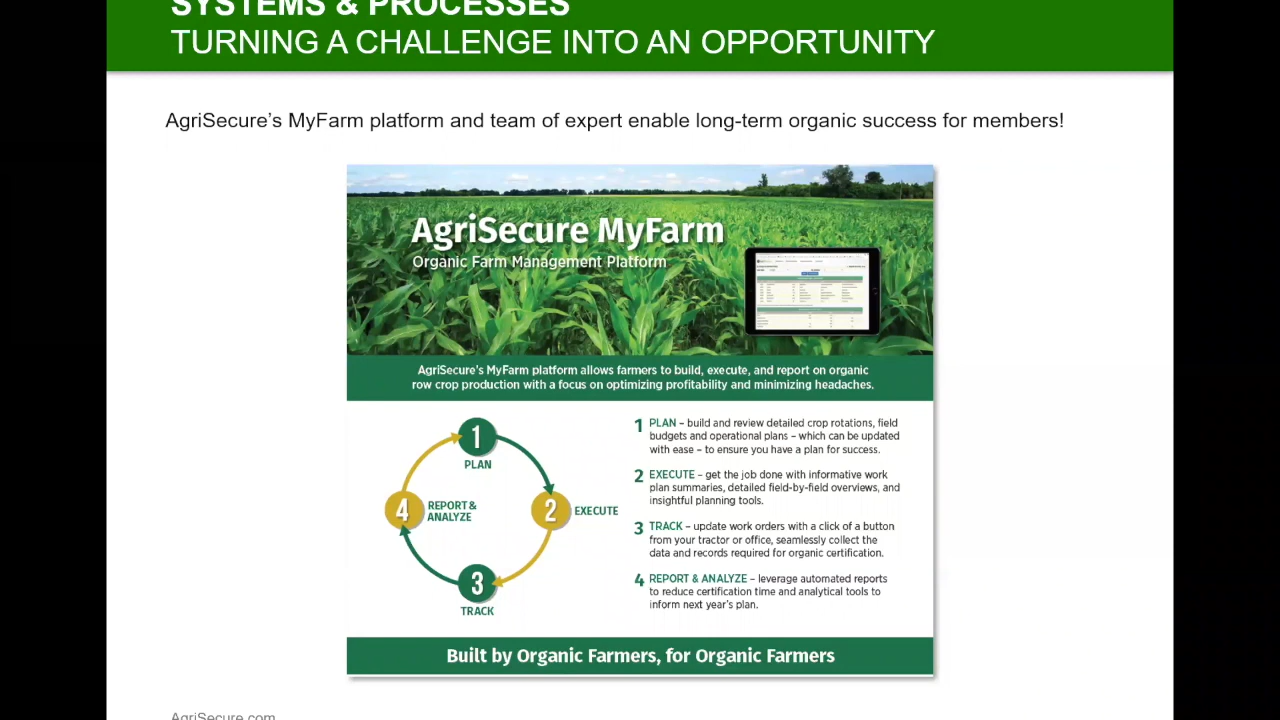 SYSTEMS & PROCESSES
TURNING A CHALLENGE INTO AN OPPORTUNITY
AgriSecure's MyFarm platform and team of expert enable long-term organic success for members!
AgriSecure MyFarm
Organic Farm Management Platform
AgriSecure's MyFarm platform allows farmers to build, execute, and report on organic
row crop production with a focus on optimizing profitability and minimizing headaches.
1
PLAN
2
EXECUTE
3
TRACK
4
REPORT &
ANALYZE
1 PLAN – build and review detailed crop rotations, field
budgets and operational plans – which can be updated
with ease – to ensure you have a plan for success.
2 EXECUTE – get the job done with informative work
plan summaries, detailed field-by-field overviews, and
insightful planning tools.
3 TRACK – update work orders with a click of a button
from your tractor or office, seamlessly collect the
data and records required for organic certification.
4 REPORT & ANALYZE – leverage automated reports
to reduce certification time and analytical tools to
inform next year's plan.
Built by Organic Farmers, for Organic Farmers
AgriSecure.com